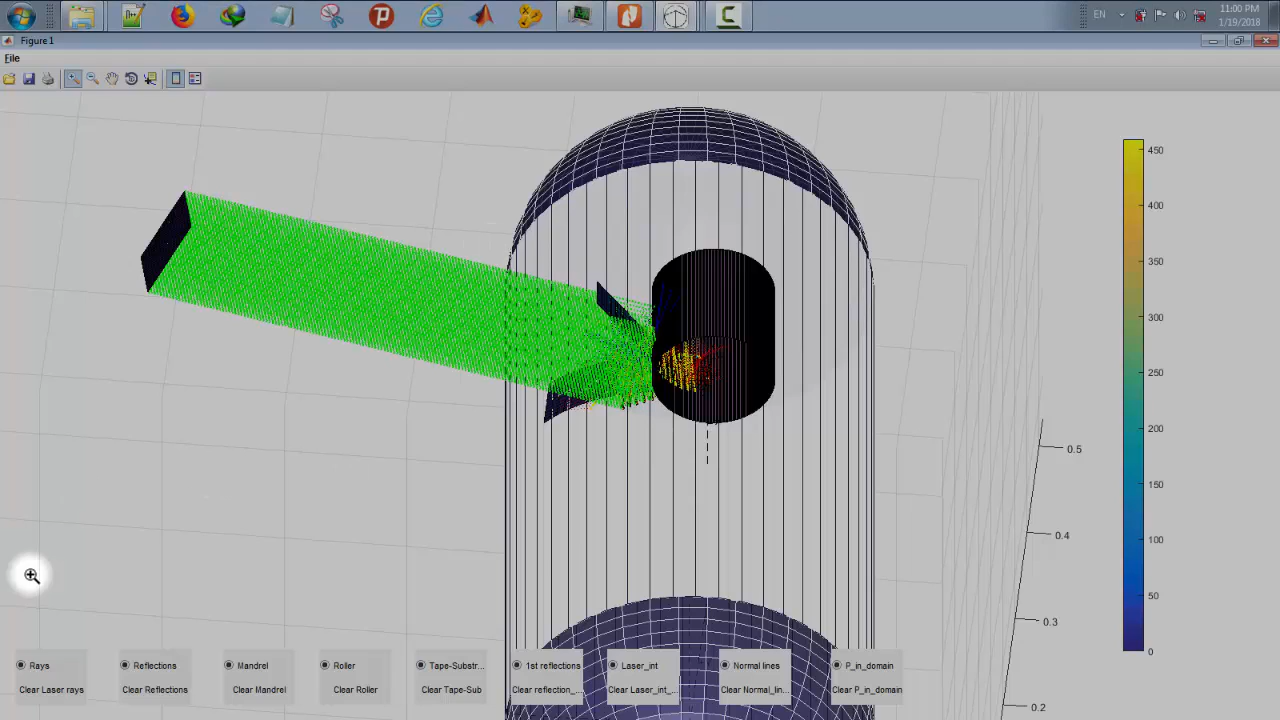 EN
11:00 PM
1/19/2018
Figure 1
File
450
400
350
300
250
200
150
100
50
0
0.5
0.4
0.3
0.2
Rays
Reflections
Mandrel
Roller
Tape-Substr...
1st reflections
Laser_int
Normal lines
P_in_domain
Clear Laser rays
Clear Reflections
Clear Mandrel
Clear Roller
Clear Tape-Sub
Clear reflection_...
Clear Laser_int_...
Clear Normal_lin...
Clear P_in_domain